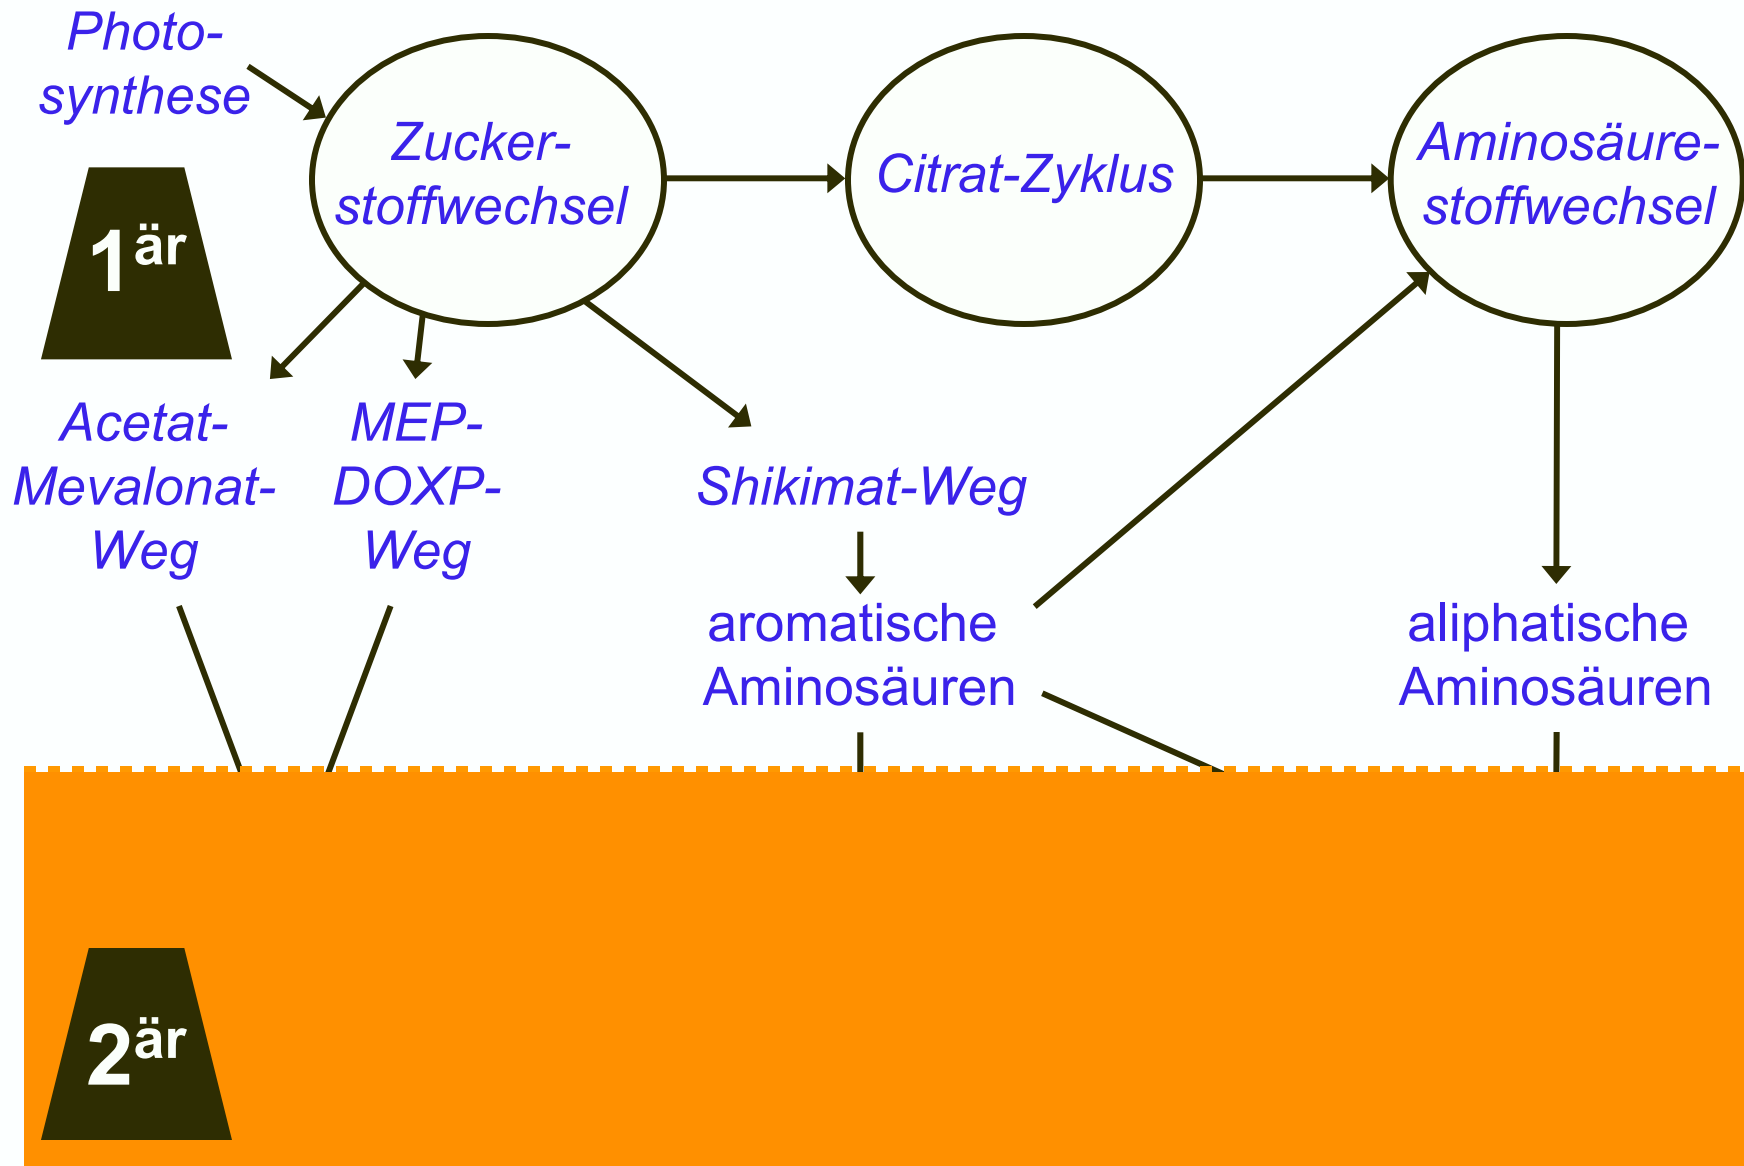 Photo-
synthese
Zucker-
stoffwechsel
Citrat-Zyklus
Aminosäure-
stoffwechsel
1är
Acetat-
Mevalonat-
Weg
MEP-
DOXP-
Weg
Shikimat-Weg
aromatische
Aminosäuren
aliphatische
Aminosäuren
2är